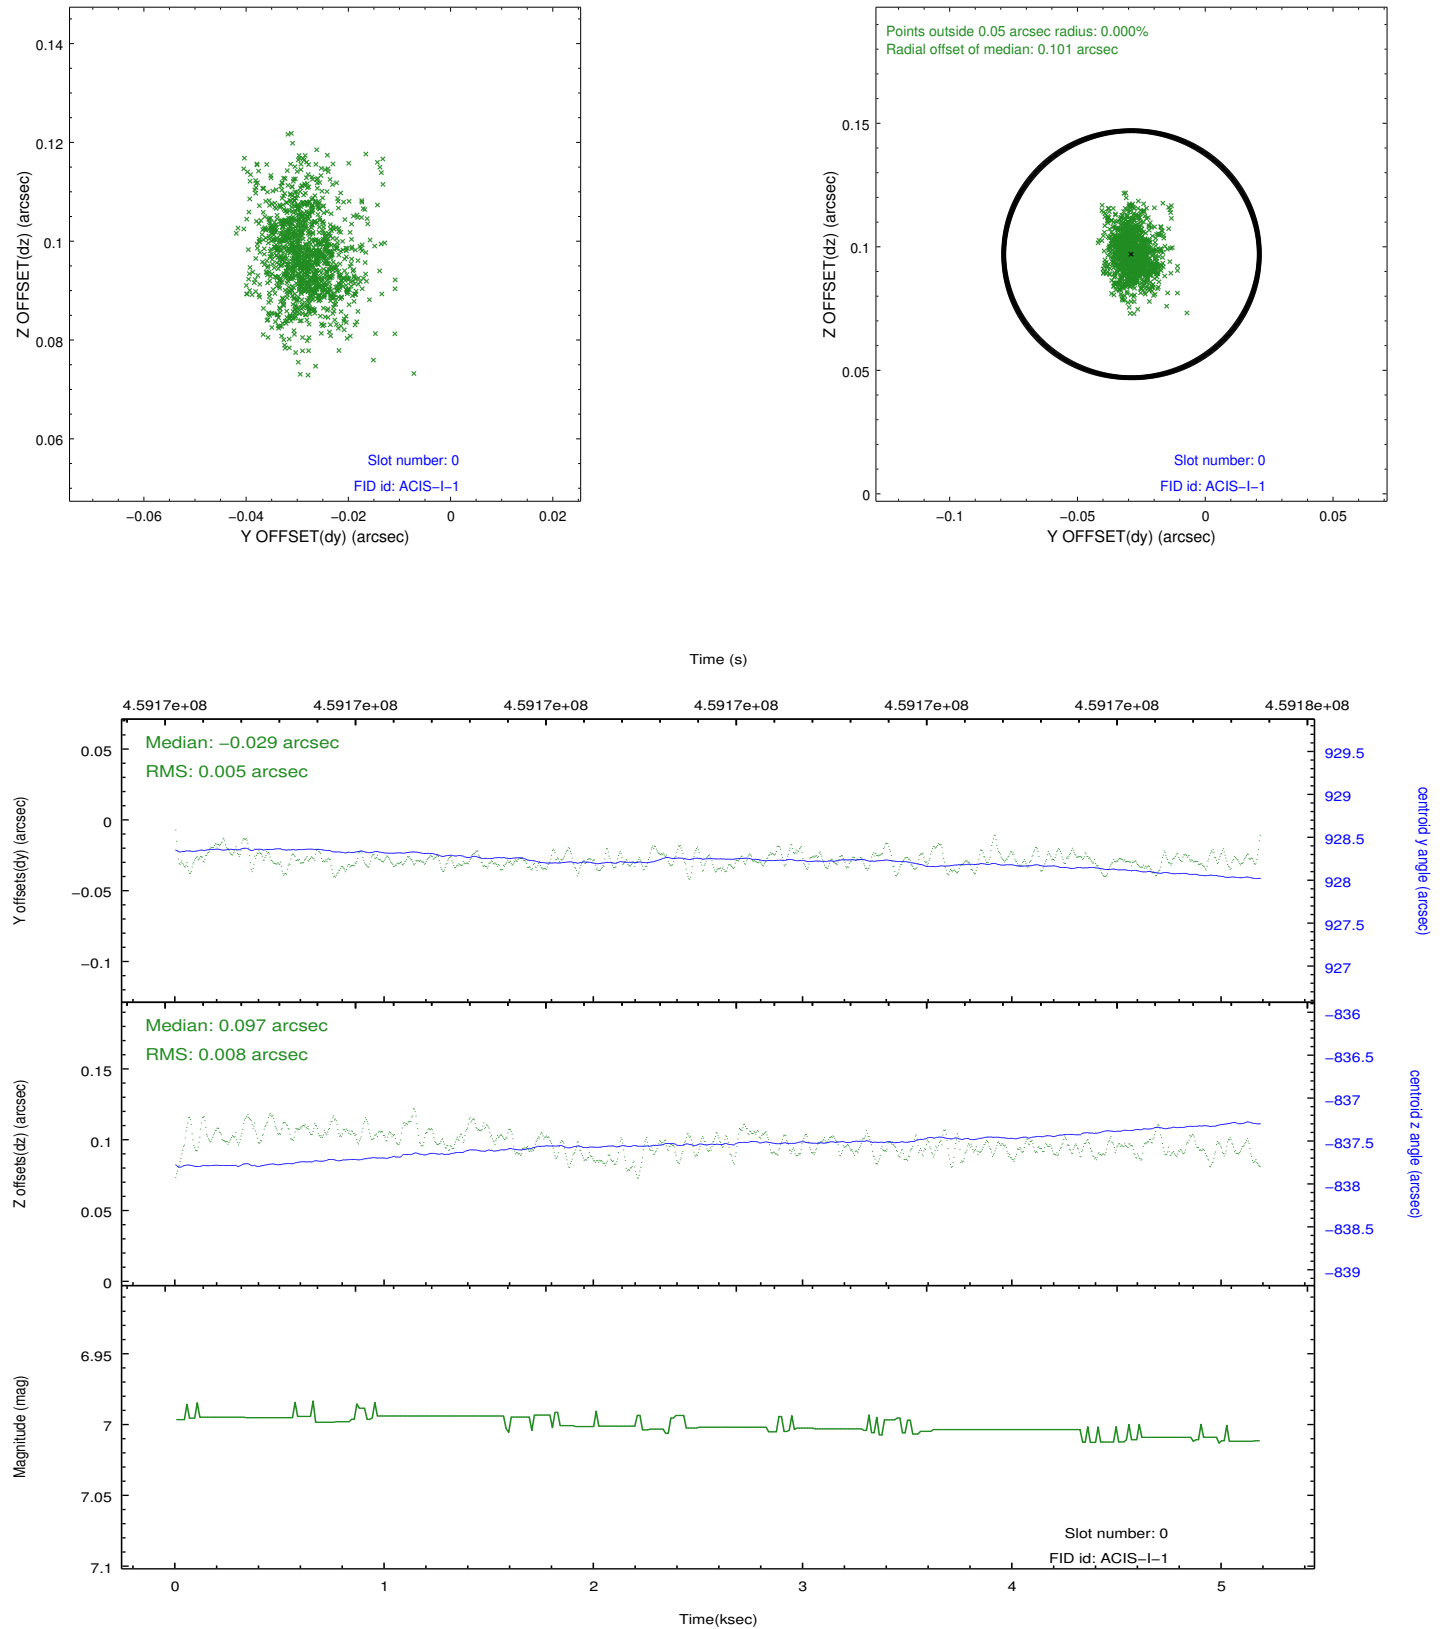 0.14
0.12
0.1
0.08
0.06
Z OFFSET(dz) (arcsec)
Slot number: 0
FID id: ACIS−I−1
−0.06
−0.04
−0.02
0
0.02
Y OFFSET(dy) (arcsec)
Points outside 0.05 arcsec radius: 0.000%
Radial offset of median: 0.101 arcsec
0.15
0.1
0.05
0
Z OFFSET(dz) (arcsec)
Slot number: 0
FID id: ACIS−I−1
−0.1
−0.05
0
0.05
Y OFFSET(dy) (arcsec)
Time (s)
4.5917e+08
4.5917e+08
4.5917e+08
4.5917e+08
4.5917e+08
4.5917e+08
4.5918e+08
Median: −0.029 arcsec
RMS: 0.005 arcsec
0.05
0
−0.05
−0.1
Y offsets(dy) (arcsec)
929.5
929
928.5
928
927.5
927
centroid y angle (arcsec)
Median: 0.097 arcsec
RMS: 0.008 arcsec
0.15
0.1
0.05
0
Z offsets(dz) (arcsec)
−836
−836.5
−837
−837.5
−838
−838.5
−839
centroid z angle (arcsec)
6.95
7
7.05
7.1
Magnitude (mag)
Slot number: 0
FID id: ACIS−I−1
0
1
2
3
4
5
Time(ksec)